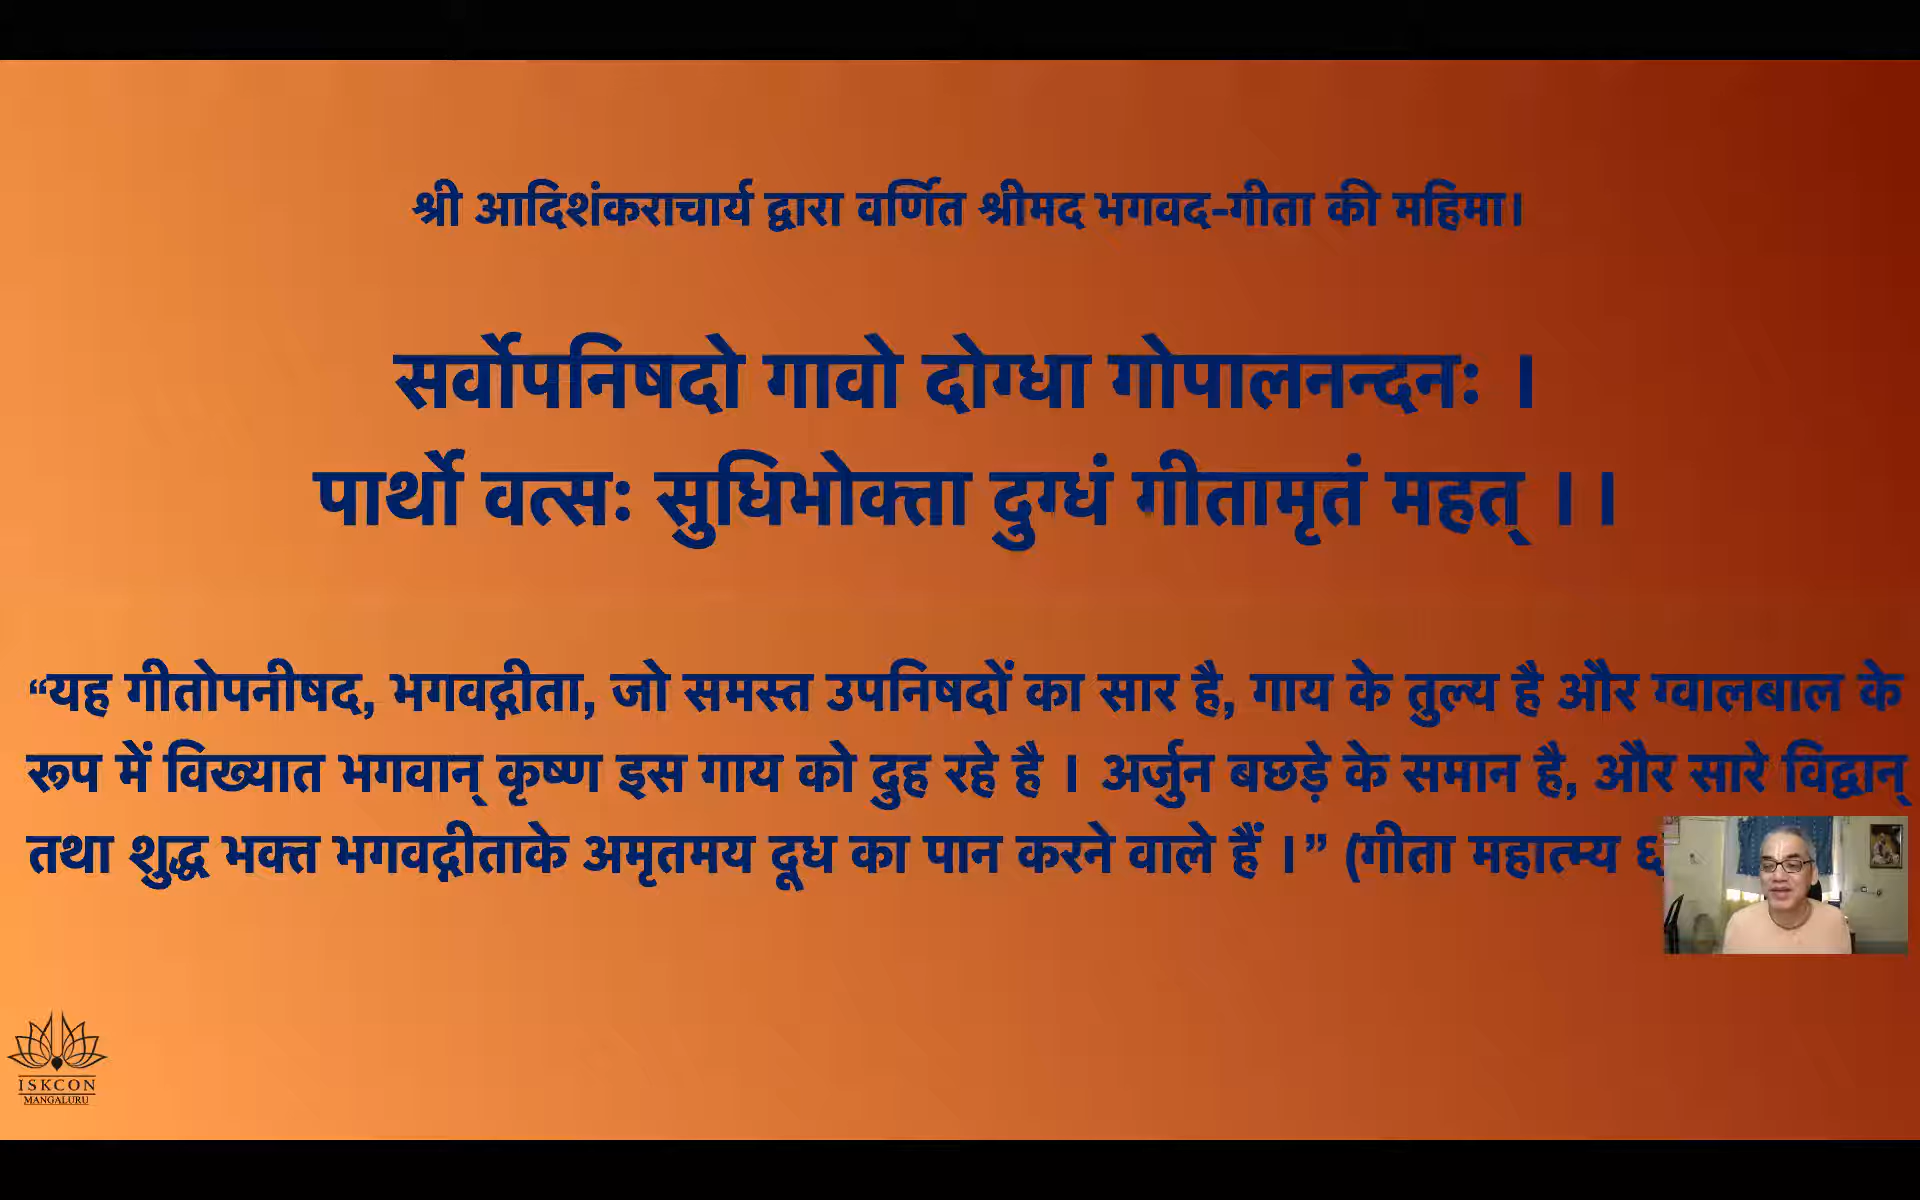 श्री आदिशंकराचार्य द्वारा वर्णित श्रीमद भगवद-गीता की महिमा।
सर्वोपनिषदो गावो दोग्धा गोपालनन्दनः ।
पार्थो वत्सः सुधिभोक्ता दुग्धं गीतामृतं महत् ।।
“यह गीतोपनीषद, भगवद्गीता, जो समस्त उपनिषदों का सार है, गाय के तुल्य है और ग्वालबाल के
रूप में विख्यात भगवान् कृष्ण इस गाय को दुह रहे है । अर्जुन बछड़े के समान है, और सारे विद्वान्
तथा शुद्ध भक्त भगवद्गीताके अमृतमय दूध का पान करने वाले हैं ।” (गीता महात्म्य ६
ISKCON
MANGALURU